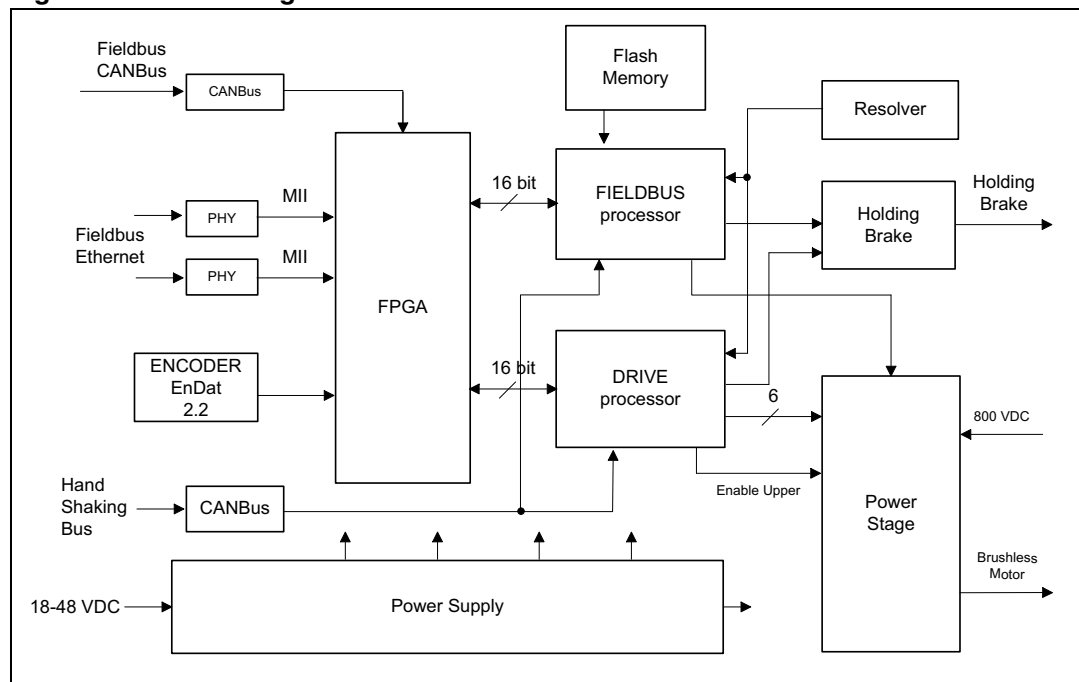 Fieldbus
CANBus
CANBus
Flash
Memory
Resolver
16 bit
FIELDBUS
processor
Holding
Brake
Holding
Brake
MII
PHY
Fieldbus
Ethernet
MII
PHY
FPGA
ENCODER
EnDat
2.2
16 bit
DRIVE
processor
6
800 VDC
Enable Upper
Hand
Shaking
Bus
CANBus
Power
Stage
Brushless
Motor
18-48 VDC
Power Supply